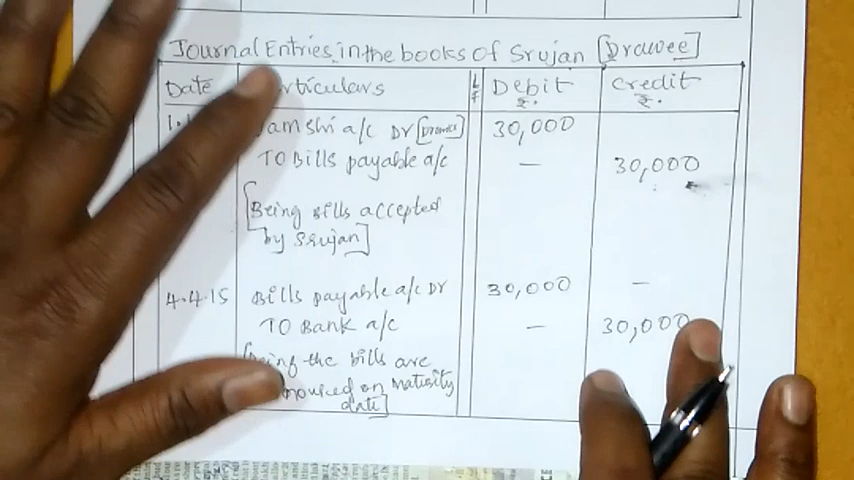 Journal Entries in the books of Srujan [Drawee]
Date Particulars L F Debit ₹. Credit ₹.
amshi a/c Dr 30,000
To Bills payable a/c — 30,000
[Being Bills accepted
by Srujan]
4.4.15 Bills payable a/c Dr 30,000 —
To Bank a/c — 30,000
the bills are
on Maturity
date]